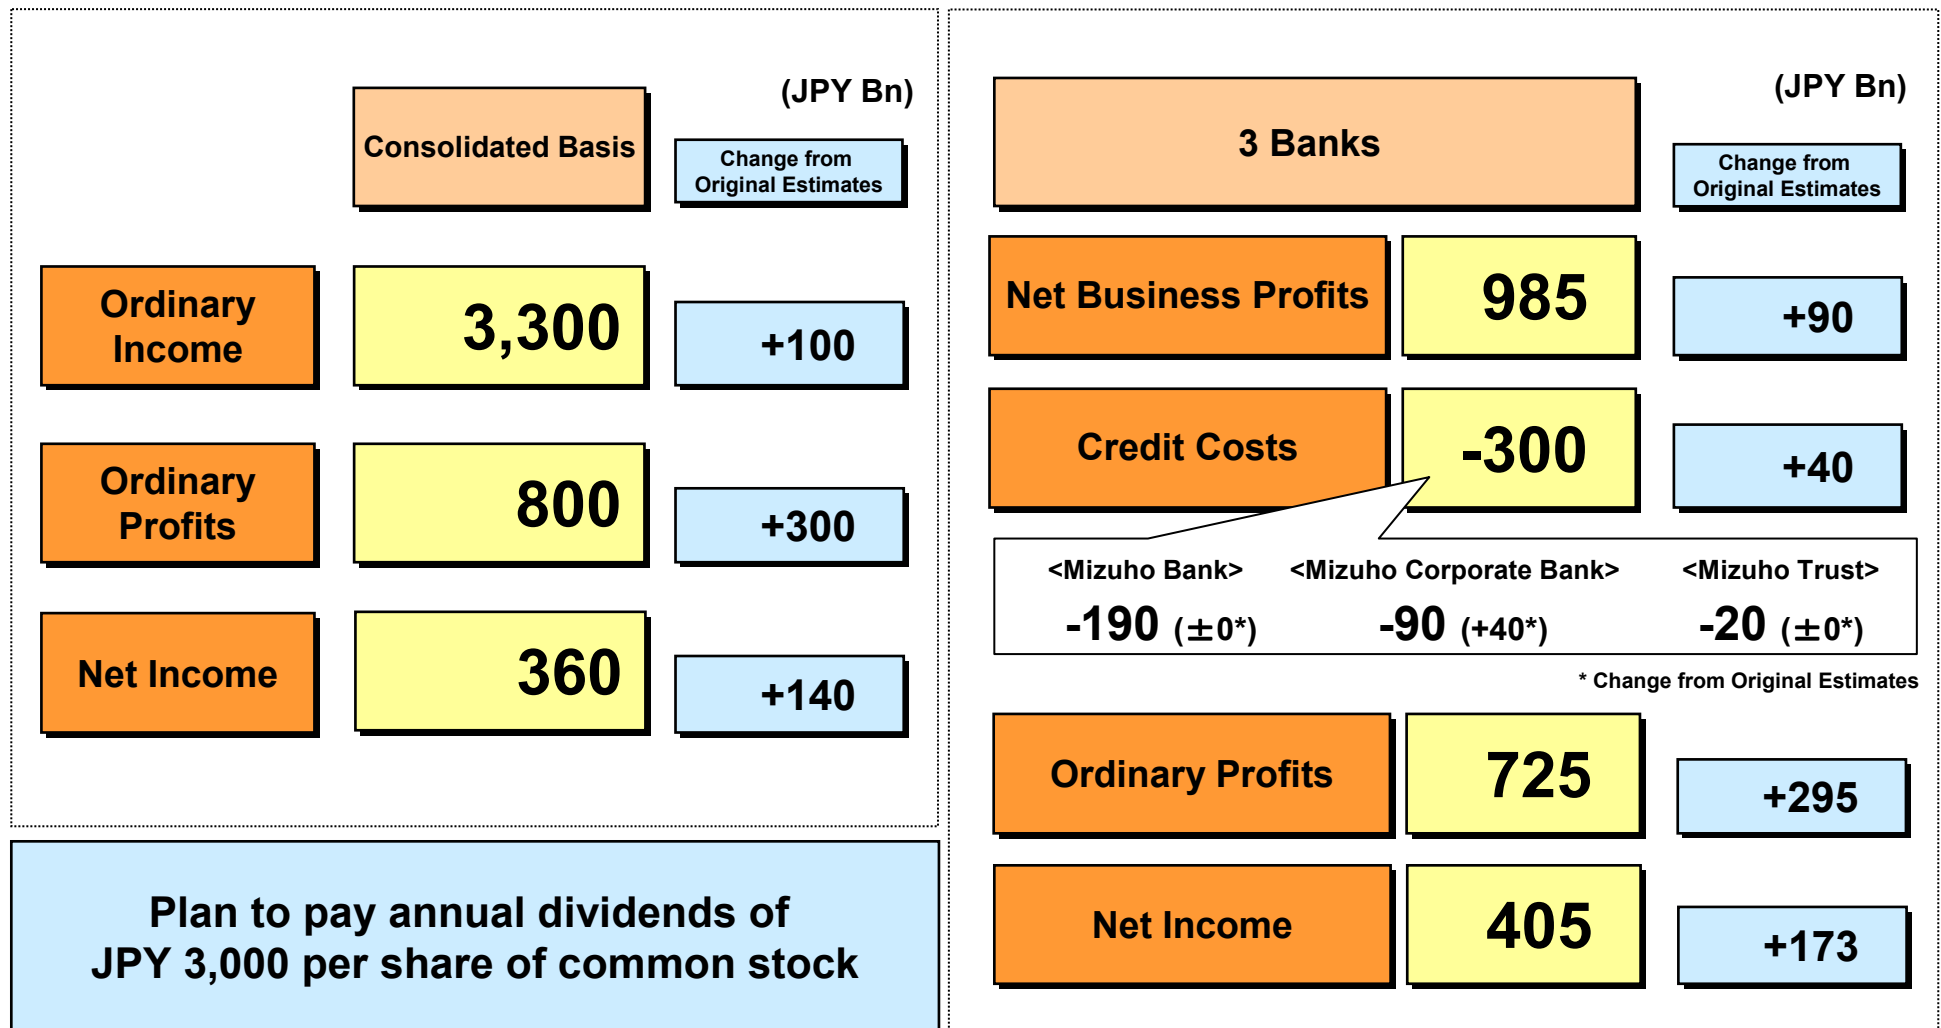 (JPY Bn)
Consolidated Basis
Change from
Original Estimates
Ordinary
Income
3,300
+100
Ordinary
Profits
800
+300
Net Income
360
+140
Plan to pay annual dividends of
JPY 3,000 per share of common stock
(JPY Bn)
3 Banks
Change from
Original Estimates
Net Business Profits
985
+90
Credit Costs
-300
+40
<Mizuho Bank> <Mizuho Corporate Bank> <Mizuho Trust>
-190 (±0*) -90 (+40*) -20 (±0*)
* Change from Original Estimates
Ordinary Profits
725
+295
Net Income
405
+173